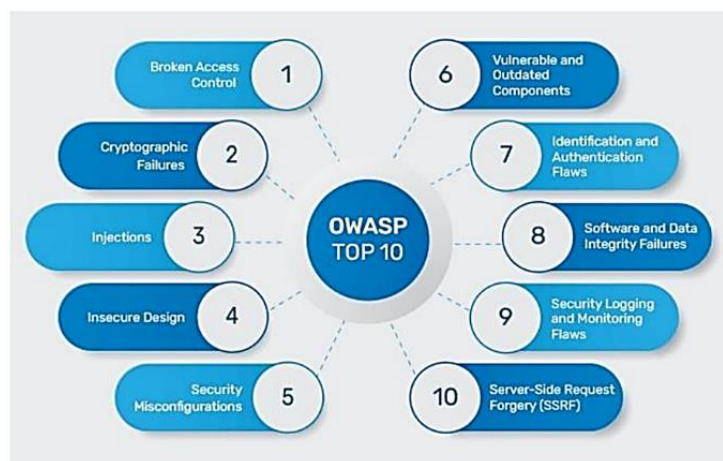 Broken Access
Control
1
Cryptographic
Failures
2
Injections
3
Insecure Design
4
Security
Misconfigurations
5
OWASP
TOP 10
6
Vulnerable and
Outdated
Components
7
Identification and
Authentication
Flaws
8
Software and Data
Integrity Failures
9
Security Logging
and Monitoring
Flaws
10
Server-Side Request
Forgery (SSRF)